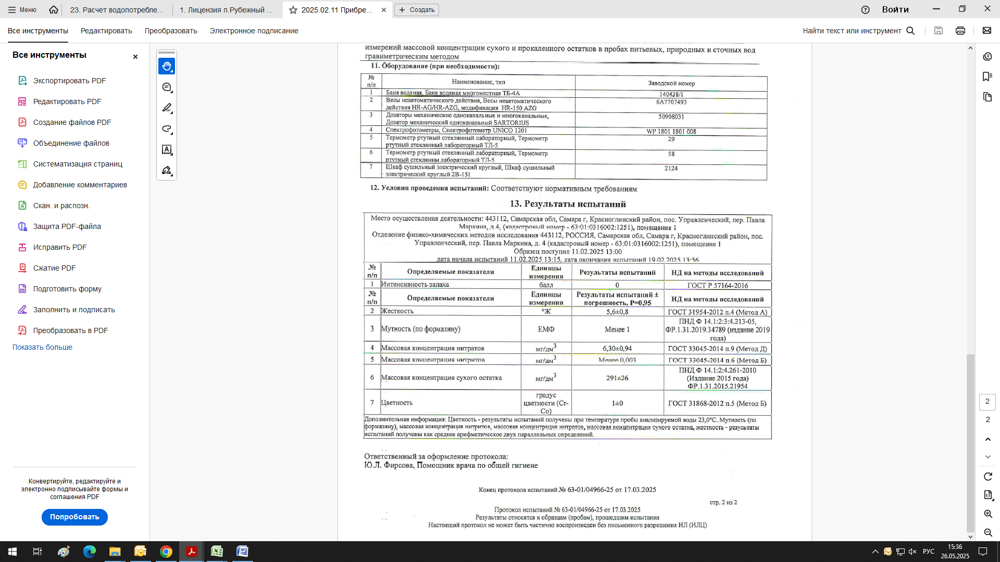 Меню
23. Расчет водопотребле...
1. Лицензия п.Рубежный ...
2025.02.11 Прибре...
Создать
Войти
Все инструменты
Редактировать
Преобразовать
Электронное подписание
Найти текст или инструмент
Все инструменты
Экспортировать PDF
Редактировать PDF
Создание файлов PDF
Объединение файлов
Систематизация страниц
Добавление комментариев
Скан. и распозн.
Защита PDF-файла
Исправить PDF
Сжатие PDF
Подготовить форму
Заполнить и подписать
Преобразовать в PDF
Показать больше
Конвертируйте, редактируйте и
электронно подписывайте формы и
соглашения PDF
Попробовать
измерений массовой концентрации сухого и прокаленного остатков в пробах питьевых, природных и сточных вод
гравиметрическим методом
11. Оборудование (при необходимости):
№ п/п Наименование, тип Заводской номер
1 Баня водяная, Баня водяная многоместная ТБ-4А 140438/1
2 Весы неавтоматического действия, Весы неавтоматического 6A7707493
действия HR-AG/HR-AZG, модификация HR-150 AZG
3 Дозаторы механические одноканальные и многоканальные, 50908031
Дозатор механический одноканальный SARTORIUS
4 Спектрофотометры, Спектрофотометр UNICO 1201 WP 1801 1801 008
5 Термометр ртутный стеклянный лабораторный, Термометр 29
ртутный стеклянный лабораторный ТЛ-5
6 Термометр ртутный стеклянный лабораторный, Термометр 58
ртутный стеклянны лабораторный ТЛ-5
7 Шкаф сушильный электрический круглый, Шкаф сушильный 2124
электрический круглый 2В-151
12. Условия проведения испытаний: Соответствуют нормативным требованиям
13. Результаты испытаний
Место осуществления деятельности: 443112, Самарская обл, Самара г, Красноглинский район, пос. Управленческий, пер. Павла
Маркина, д.4, (кадастровый номер - 63:01:0316002:1251), помещение 1
Отделение физико-химических методов исследования 443112, РОССИЯ, Самарская обл, Самара г, Красноглинский район, пос.
Управленческий, пер. Павла Маркина, д. 4 (кадастровый номер - 63:01:0316002:1251), помещение 1
Образец поступил 11.02.2025 13:00
дата начала испытаний 11.02.2025 13:15, дата окончания испытаний 19.02.2025 13:56
№ п/п Определяемые показатели Единицы измерения Результаты испытаний НД на методы исследований
1 Интенсивность запаха балл 0 ГОСТ Р 57164-2016
№ п/п Определяемые показатели Единицы измерения Результаты испытаний ± погрешность, P=0,95 НД на методы исследований
2 Жесткость °Ж 5,6±0,8 ГОСТ 31954-2012 п.4 (Метод А)
3 Мутность (по формазину) ЕМФ Менее 1 ПНД Ф 14.1:2:3:4.213-05, ФР.1.31.2019.34789 (издание 2019 года)
4 Массовая концентрация нитратов мг/дм3 6,30±0,94 ГОСТ 33045-2014 п.9 (Метод Д)
5 Массовая концентрация нитритов мг/дм3 Менее 0,003 ГОСТ 33045-2014 п.6 (Метод Б)
6 Массовая концентрация сухого остатка мг/дм3 291±26 ПНД Ф 14.1:2:4.261-2010 (Издание 2015 года) ФР.1.31.2015.21954
7 Цветность градус цветности (Cr-Co) 1±0 ГОСТ 31868-2012 п.5 (Метод Б)
Дополнительная информация: Цветность - результаты испытаний получены при температуре пробы анализируемой воды 23,0°С. Мутность (по
формазину), массовая концентрация нитритов, массовая концентрация нитратов, массовая концентрация сухого остатка, жесткость - результаты
испытаний получены как среднее арифметическое двух параллельных определений.
Ответственный за оформление протокола:
Ю.Л. Фирсова, Помощник врача по общей гигиене
Конец протокола испытаний № 63-01/04966-25 от 17.03.2025
стр. 2 из 2
Протокол испытаний № 63-01/04966-25 от 17.03.2025
Результаты относятся к образцам (пробам), прошедшим испытания
Настоящий протокол не может быть частично воспроизведен без письменного разрешения ИЛ (ИЛЦ)
2
2
РУС
15:36
26.05.2025